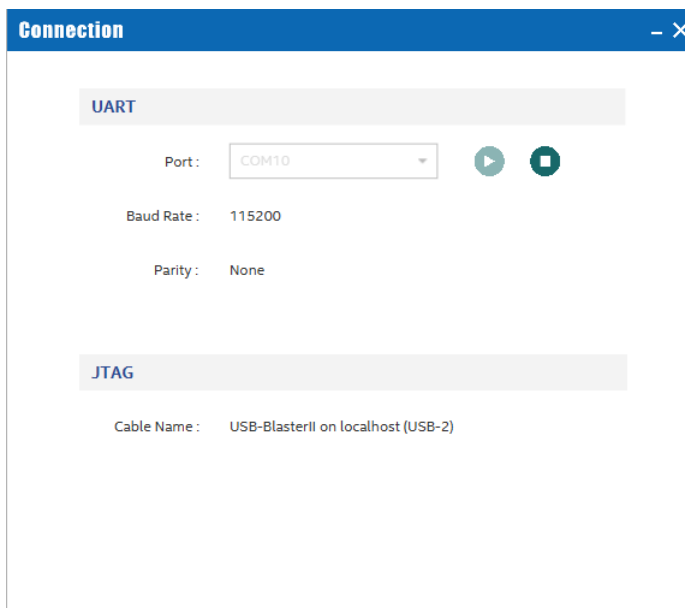 Connection
UART
Port :
COM10
Baud Rate :
115200
Parity :
None
JTAG
Cable Name :
USB-BlasterII on localhost (USB-2)